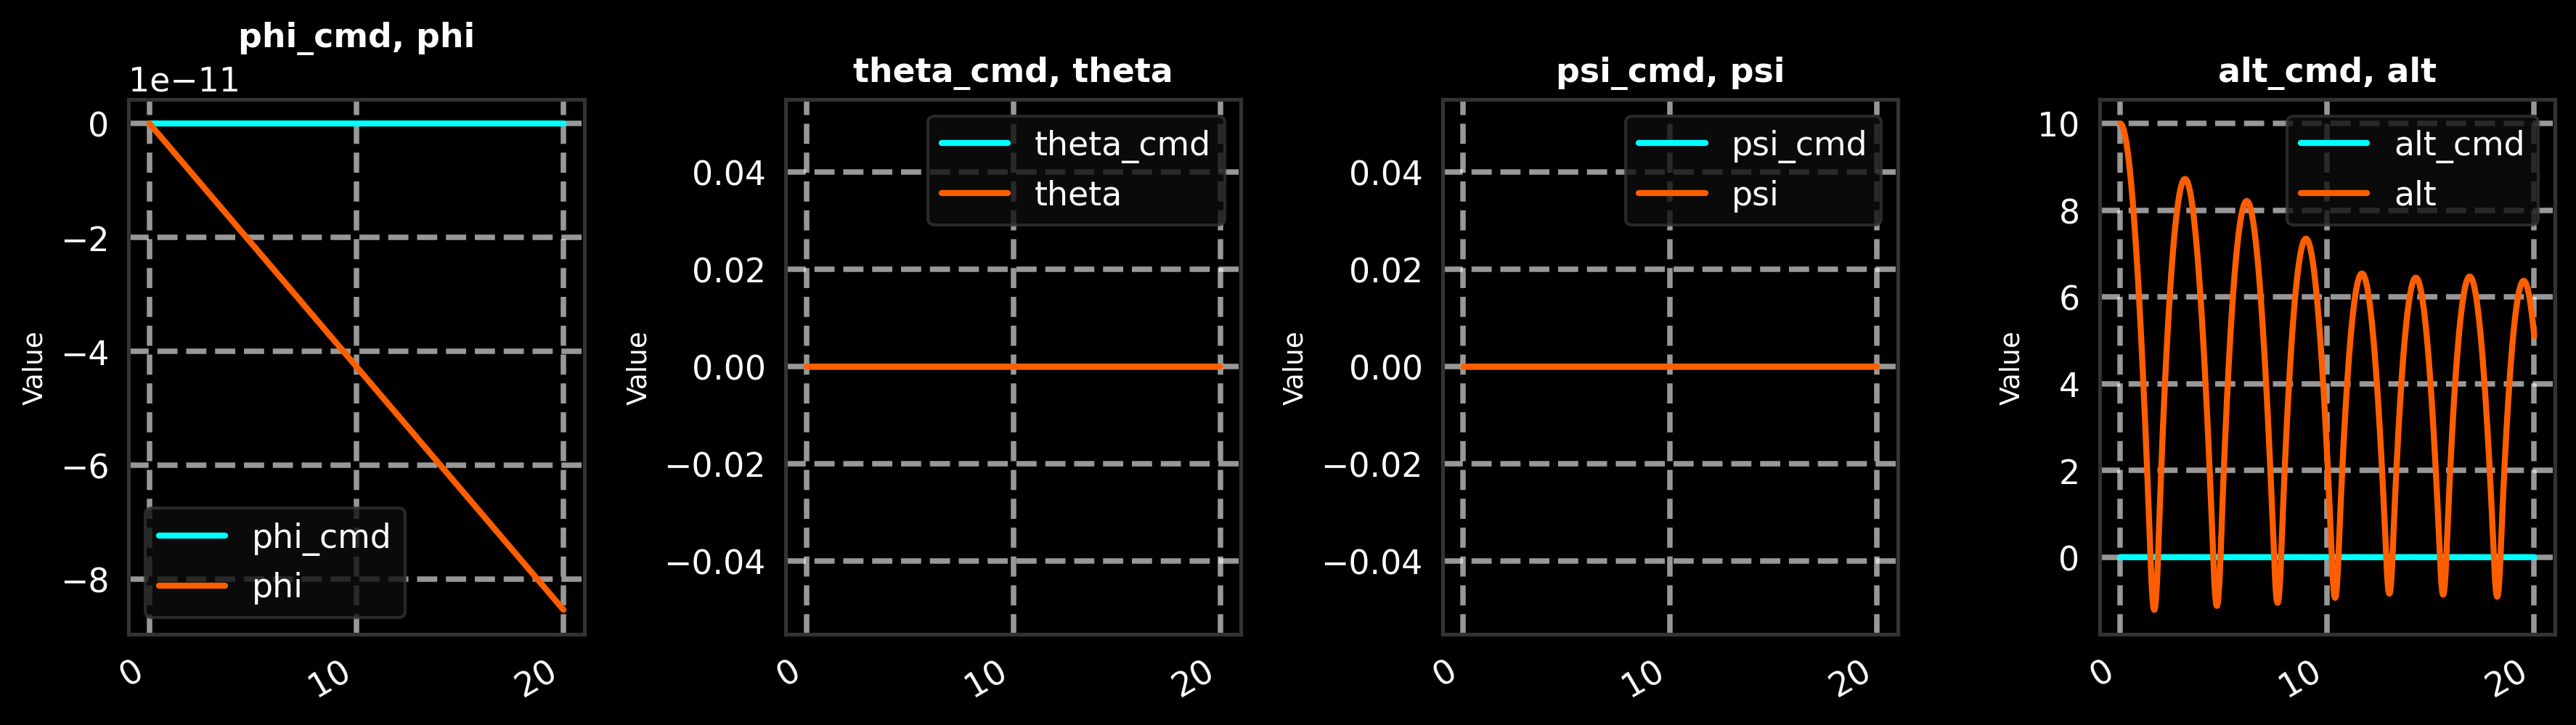 phi_cmd, phi
1e−11
0
−2
−4
−6
−8
Value
phi_cmd
phi
0
10
20
theta_cmd, theta
0.04
0.02
0.00
−0.02
−0.04
Value
theta_cmd
theta
0
10
20
psi_cmd, psi
0.04
0.02
0.00
−0.02
−0.04
Value
psi_cmd
psi
0
10
20
alt_cmd, alt
10
8
6
4
2
0
Value
alt_cmd
alt
0
10
20